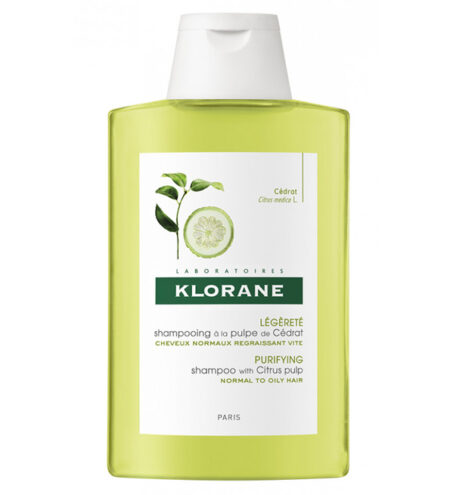 Cédrat
Citrus medica L.
LABORATOIRES
KLORANE
LÉGÈRETÉ
shampooing à la pulpe de Cédrat
CHEVEUX NORMAUX REGRAISSANT VITE
PURIFYING
shampoo with Citrus pulp
NORMAL TO OILY HAIR
PARIS